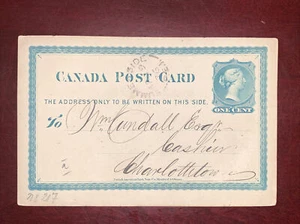 CANADA POST CARD
ONE CENT
THE ADDRESS ONLY TO BE WRITTEN ON THIS SIDE.
To Wm Cundall Esqr
Cashier
Charlottetown